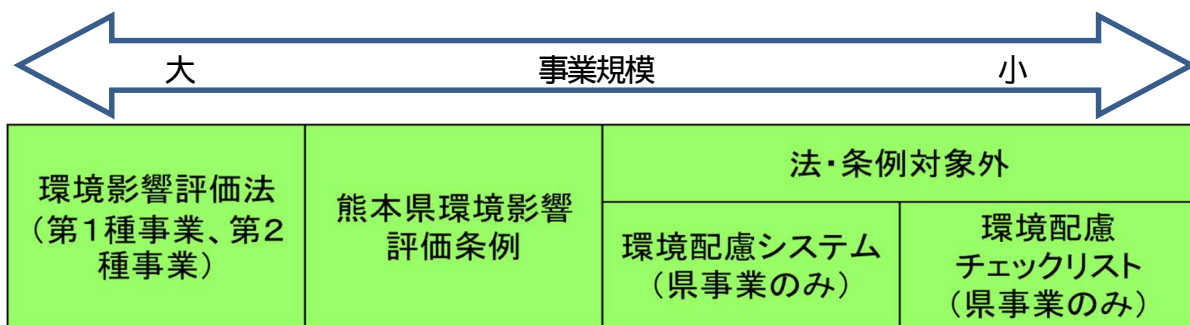 大 事業規模 小
環境影響評価法
(第1種事業、第2
種事業)
熊本県環境影響
評価条例
法・条例対象外
環境配慮システム
(県事業のみ)
環境配慮
チェックリスト
(県事業のみ)